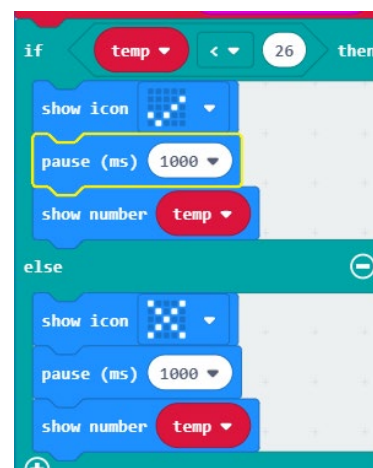 if temp < 26 then
show icon
pause (ms) 1000
show number temp
else
show icon
pause (ms) 1000
show number temp